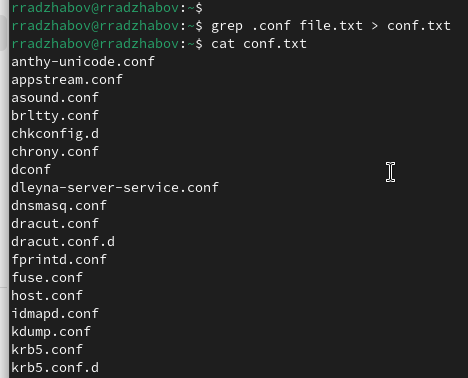 rradzhabov@rradzhabov:~$
rradzhabov@rradzhabov:~$ grep .conf file.txt > conf.txt
rradzhabov@rradzhabov:~$ cat conf.txt
anthy-unicode.conf
appstream.conf
asound.conf
brltty.conf
chkconfig.d
chrony.conf
dconf
dleyna-server-service.conf
dnsmasq.conf
dracut.conf
dracut.conf.d
fprintd.conf
fuse.conf
host.conf
idmapd.conf
kdump.conf
krb5.conf
krb5.conf.d